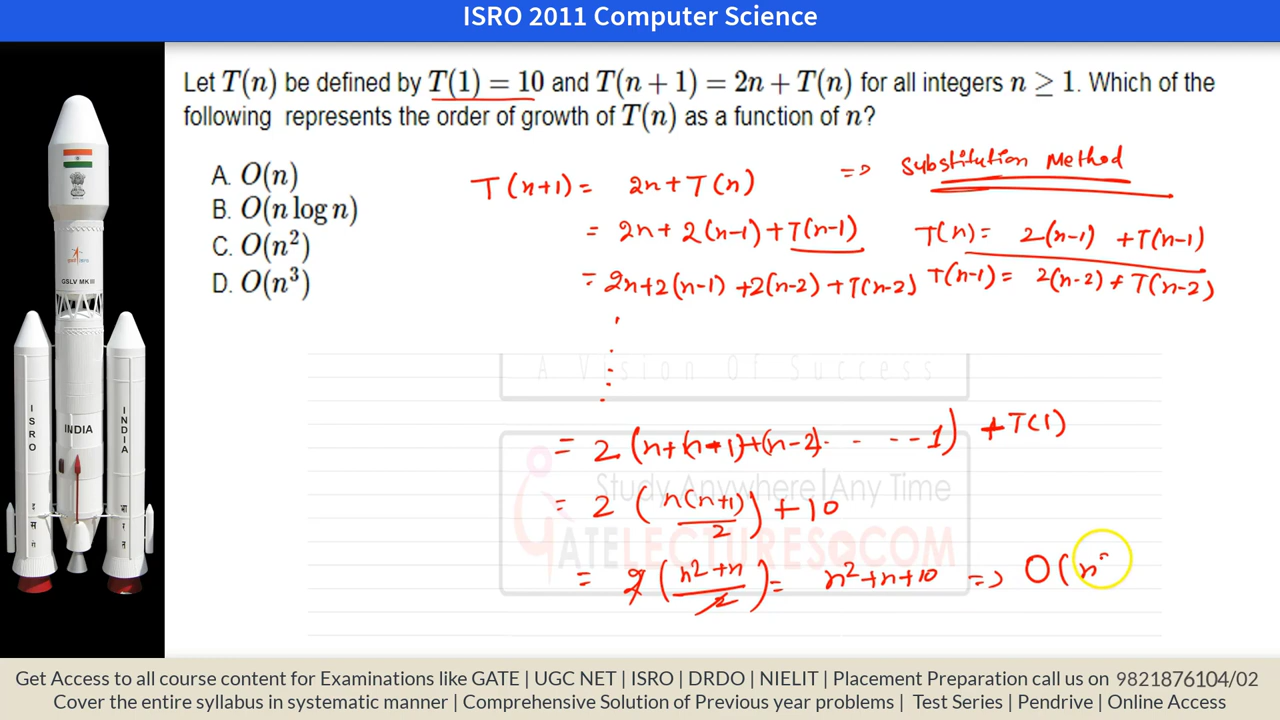 ISRO 2011 Computer Science
Let T(n) be defined by T(1) = 10 and T(n + 1) = 2n + T(n) for all integers n ≥ 1. Which of the
following represents the order of growth of T(n) as a function of n?
A. O(n)
B. O(n log n)
C. O(n²)
D. O(n³)
T(n+1) = 2n + T(n) => Substitution Method
= 2n + 2(n-1) + T(n-1) T(n) = 2(n-1) + T(n-1)
= 2n+2(n-1) +2(n-2) + T(n-2) T(n-1) = 2(n-2) + T(n-2)
= 2 (n+(n-1)+(n-2)· · · --1) + T(1)
= 2 (n(n+1)/2) + 10
= 2 (n²+n/2) = n²+n+10 => O(n
A Vision Of Success
Study Anywhere|Any Time
GATELECTURES.COM
GSLV MK III
ISRO
INDIA
INDIA
Get Access to all course content for Examinations like GATE | UGC NET | ISRO | DRDO | NIELIT | Placement Preparation call us on 9821876104/02
Cover the entire syllabus in systematic manner | Comprehensive Solution of Previous year problems | Test Series | Pendrive | Online Access